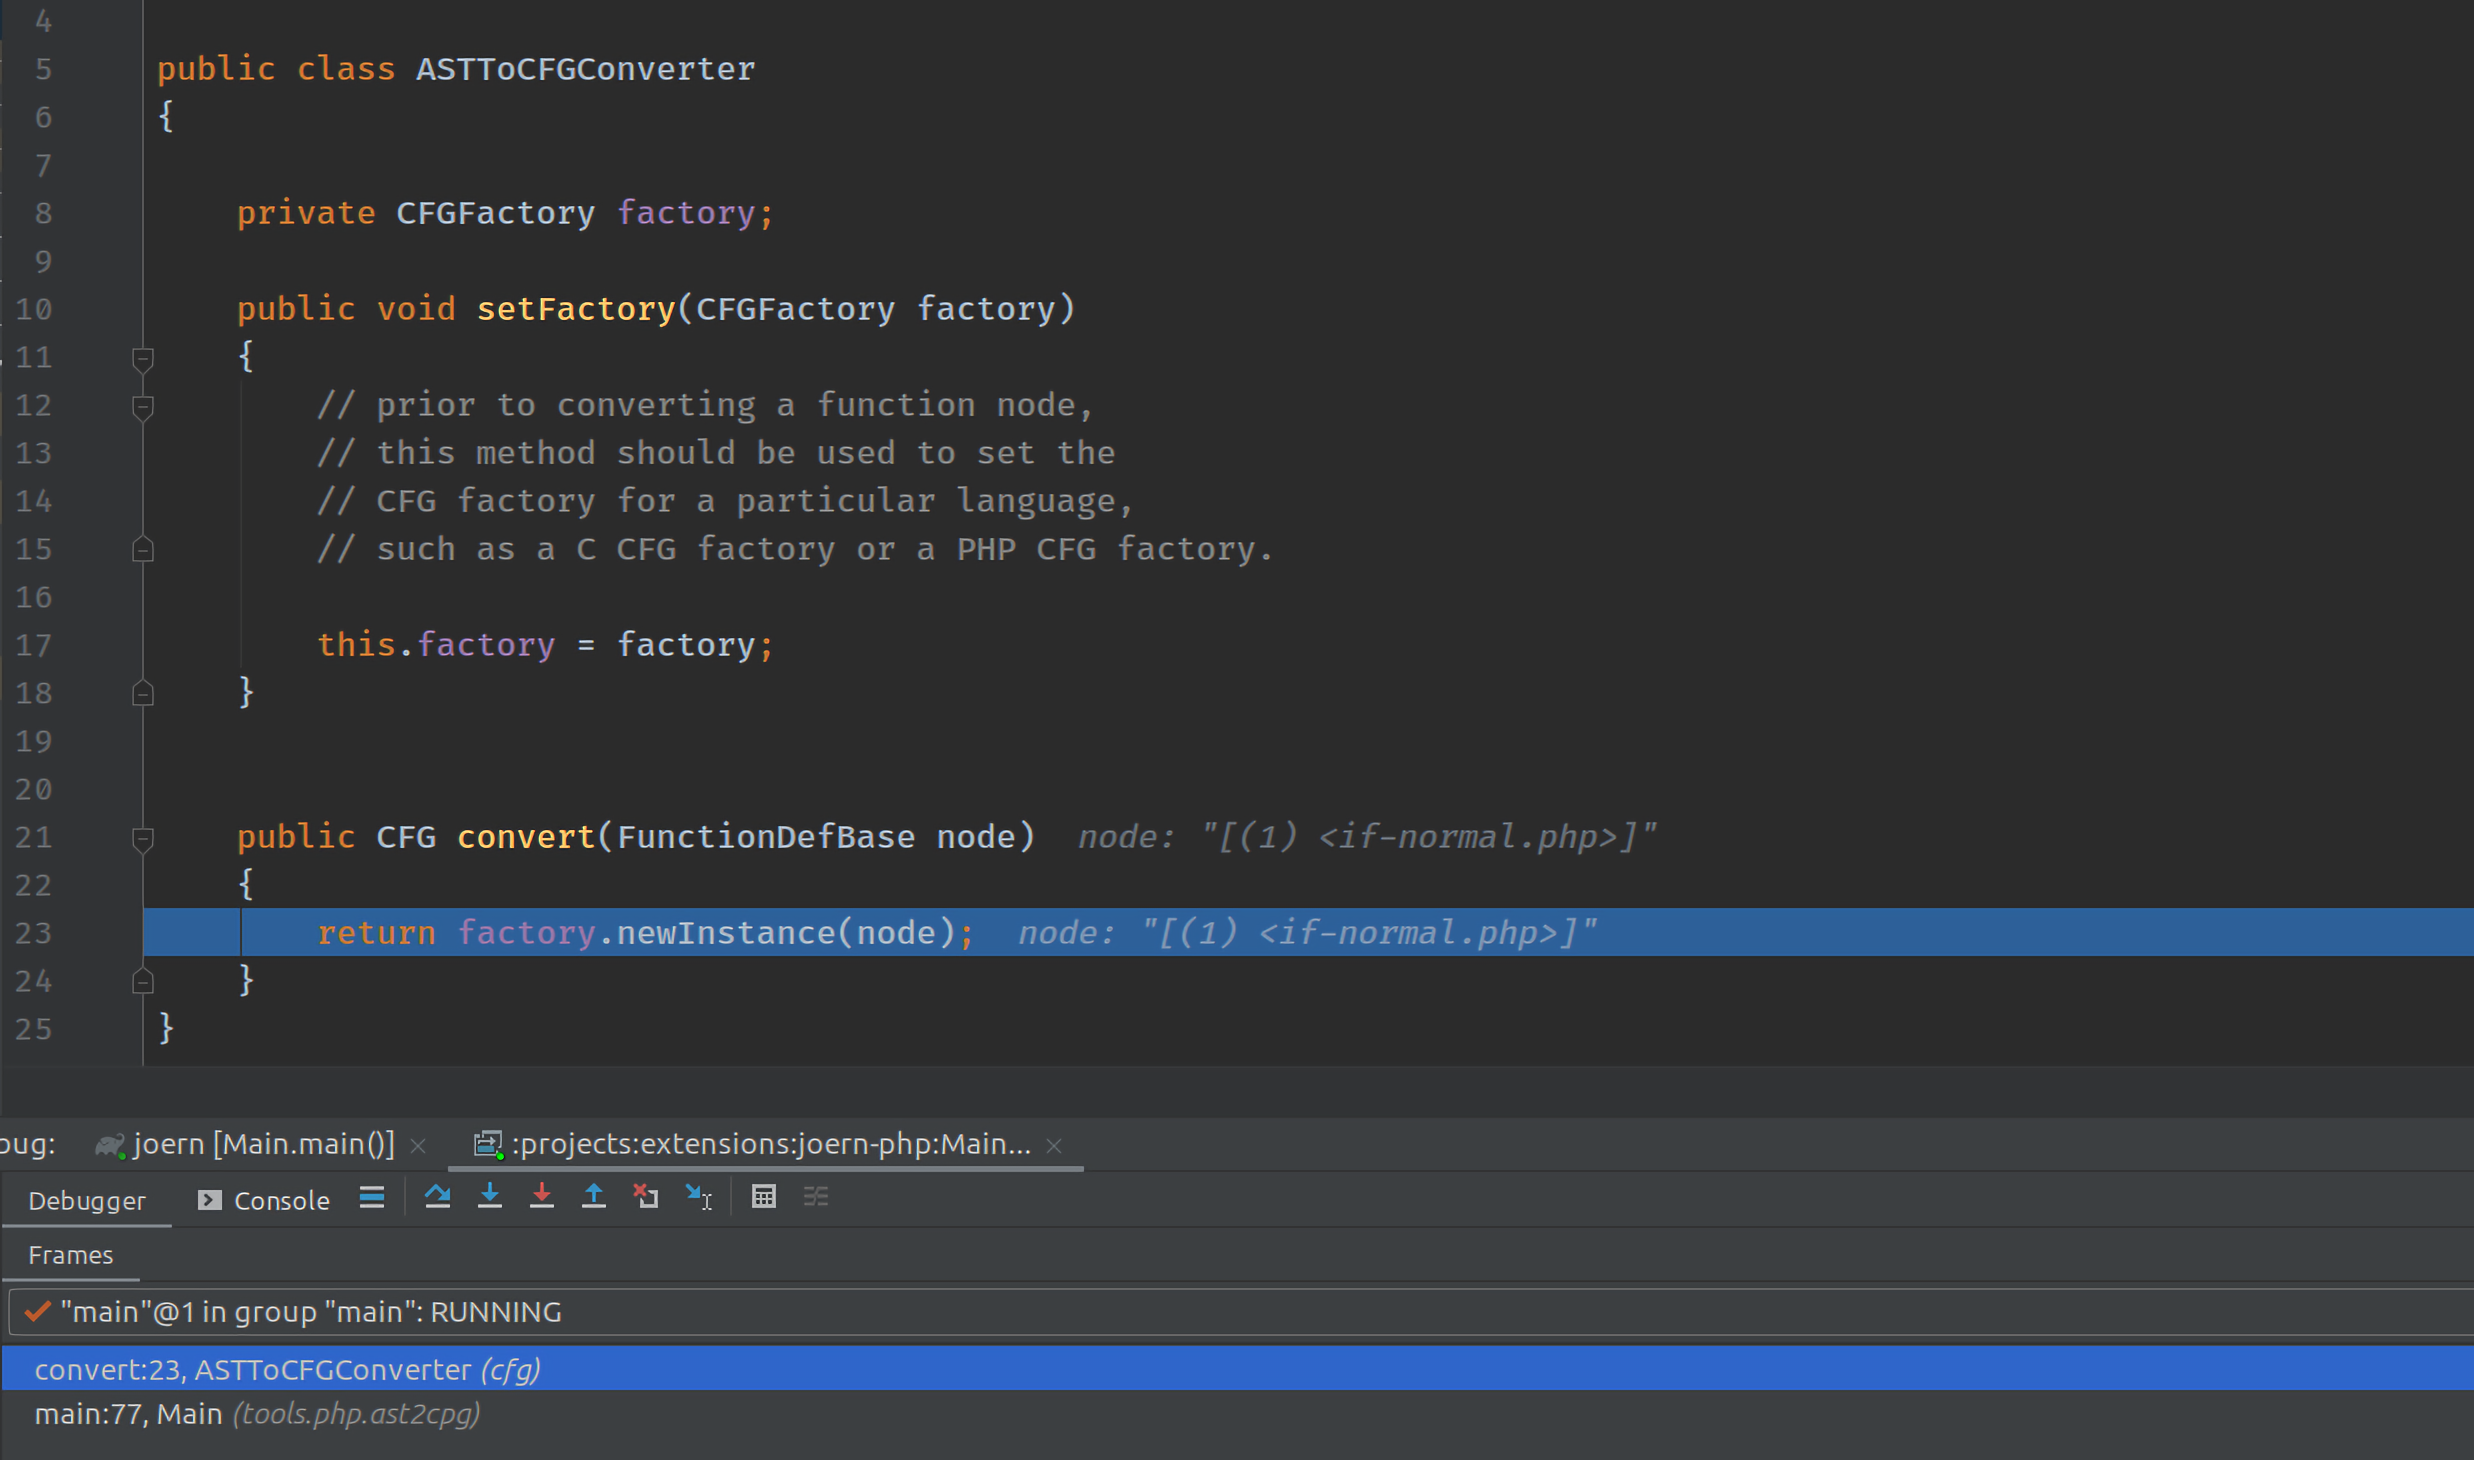 4
5 public class ASTToCFGConverter
6 {
7
8 private CFGFactory factory;
9
10 public void setFactory(CFGFactory factory)
11 {
12 // prior to converting a function node,
13 // this method should be used to set the
14 // CFG factory for a particular language,
15 // such as a C CFG factory or a PHP CFG factory.
16
17 this.factory = factory;
18 }
19
20
21 public CFG convert(FunctionDefBase node) node: "[(1) <if-normal.php>]"
22 {
23 return factory.newInstance(node); node: "[(1) <if-normal.php>]"
24 }
25 }
bug: joern [Main.main()] × :projects:extensions:joern-php:Main... ×
Debugger Console
Frames
"main"@1 in group "main": RUNNING
convert:23, ASTToCFGConverter (cfg)
main:77, Main (tools.php.ast2cpg)